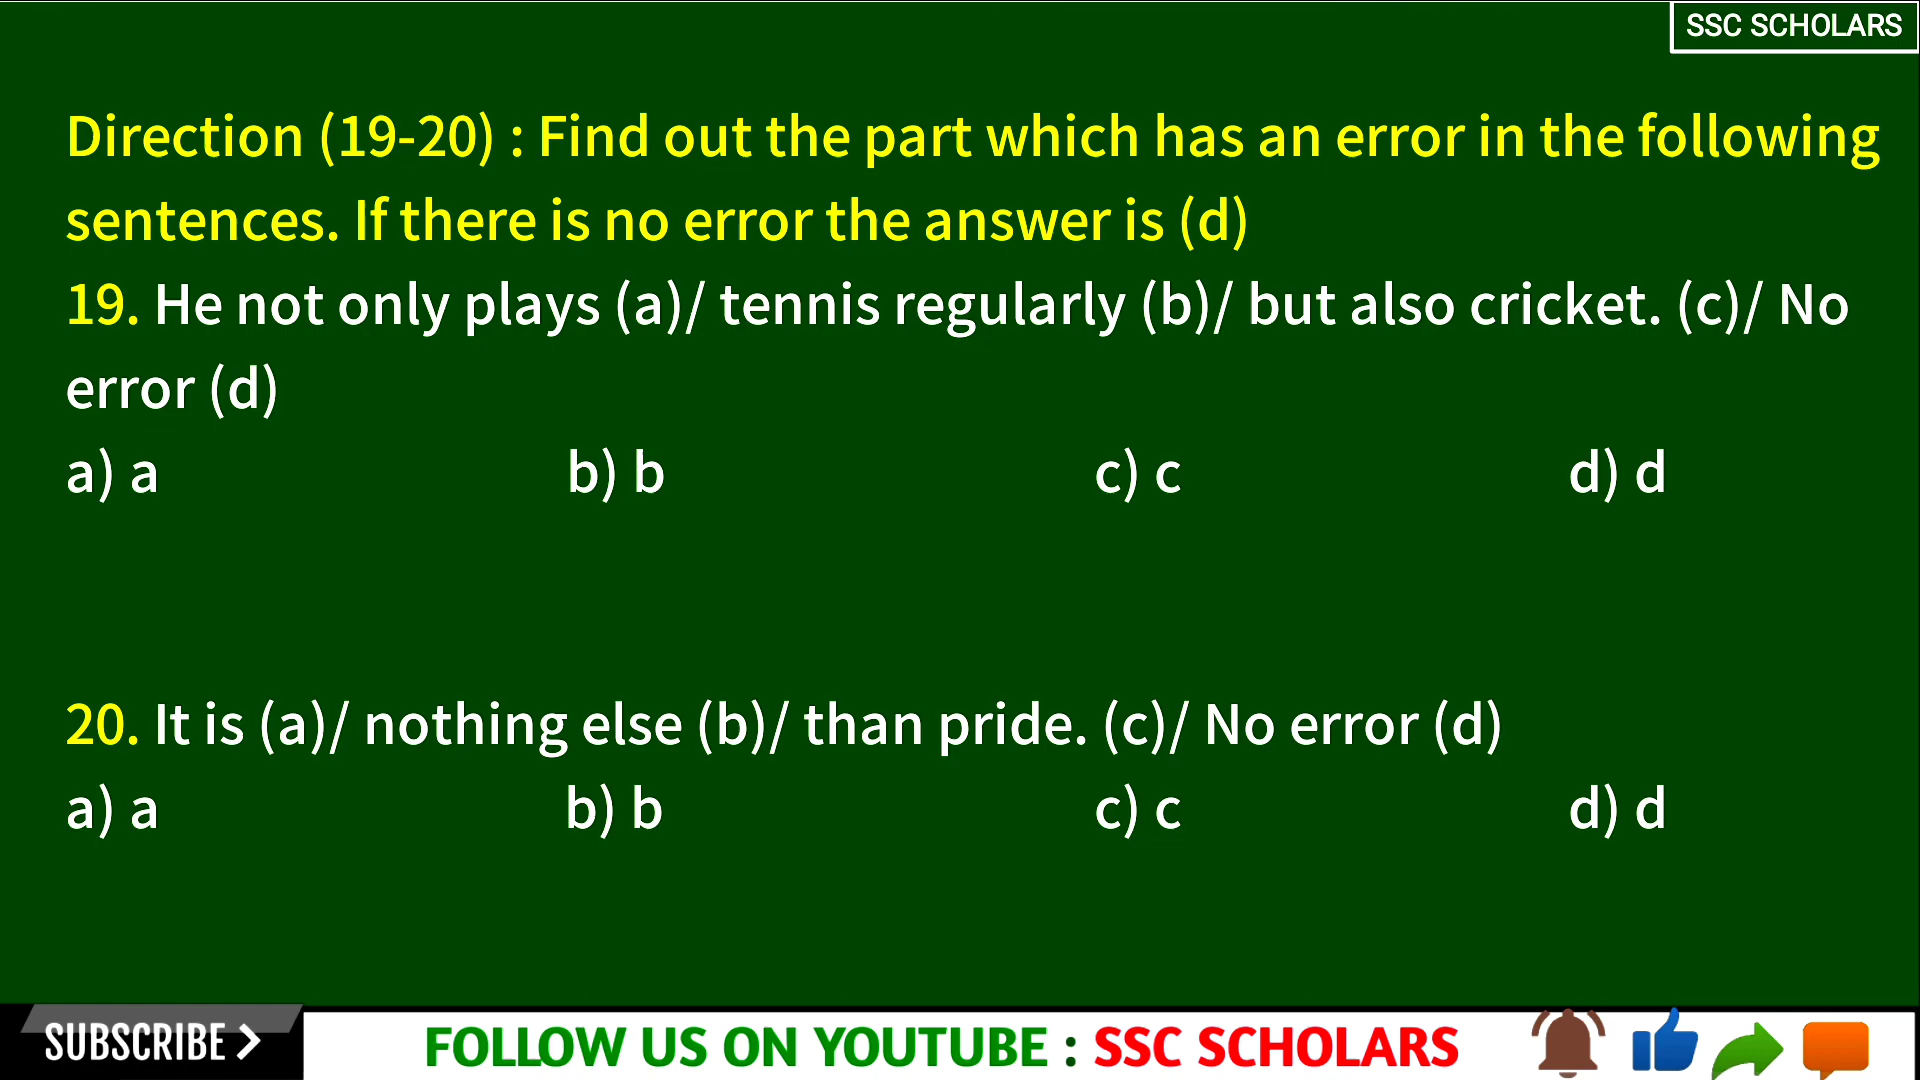 SSC SCHOLARS
Direction (19-20) : Find out the part which has an error in the following
sentences. If there is no error the answer is (d)
19. He not only plays (a)/ tennis regularly (b)/ but also cricket. (c)/ No
error (d)
a) a b) b c) c d) d
20. It is (a)/ nothing else (b)/ than pride. (c)/ No error (d)
a) a b) b c) c d) d
SUBSCRIBE FOLLOW US ON YOUTUBE : SSC SCHOLARS